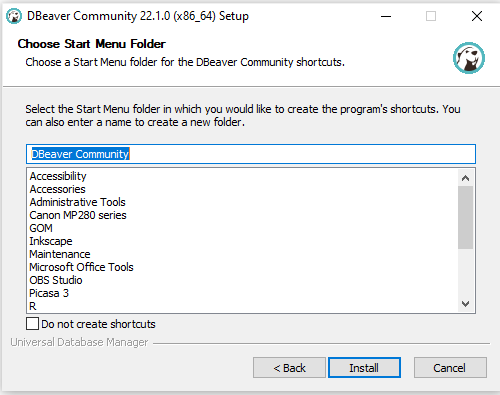 DBeaver Community 22.1.0 (x86_64) Setup
Choose Start Menu Folder
Choose a Start Menu folder for the DBeaver Community shortcuts.
Select the Start Menu folder in which you would like to create the program's shortcuts. You
can also enter a name to create a new folder.
DBeaver Community
Accessibility
Accessories
Administrative Tools
Canon MP280 series
GOM
Inkscape
Maintenance
Microsoft Office Tools
OBS Studio
Picasa 3
R
Do not create shortcuts
Universal Database Manager
< Back
Install
Cancel